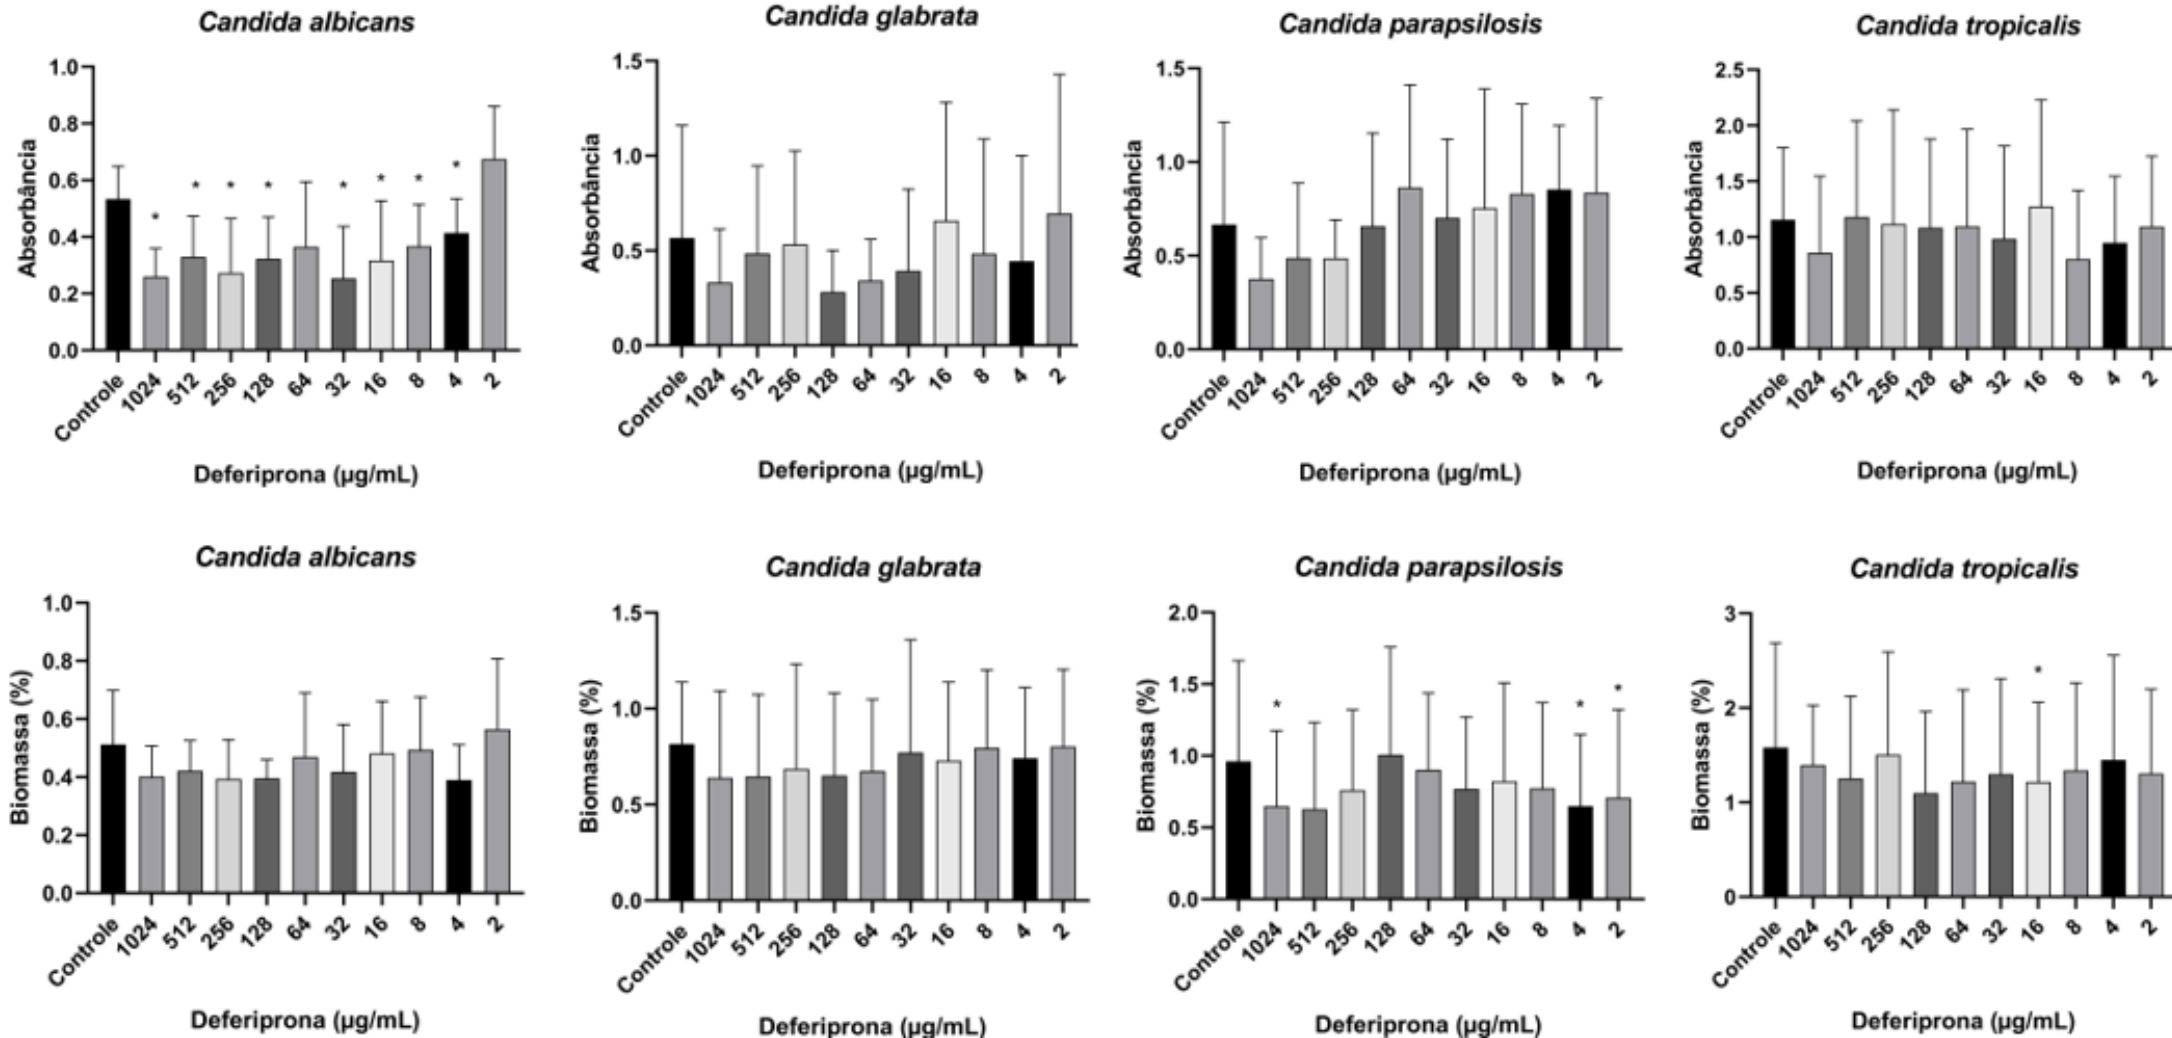 Candida albicans
Absorbância
1.0
0.8
0.6
0.4
0.2
0.0
* * * * * * * *
Controle 1024 512 256 128 64 32 16 8 4 2
Deferiprona (µg/mL)
Candida glabrata
Absorbância
1.5
1.0
0.5
0.0
Controle 1024 512 256 128 64 32 16 8 4 2
Deferiprona (µg/mL)
Candida parapsilosis
Absorbância
1.5
1.0
0.5
0.0
Controle 1024 512 256 128 64 32 16 8 4 2
Deferiprona (µg/mL)
Candida tropicalis
Absorbância
2.5
2.0
1.5
1.0
0.5
0.0
Controle 1024 512 256 128 64 32 16 8 4 2
Deferiprona (µg/mL)
Candida albicans
Biomassa (%)
1.0
0.8
0.6
0.4
0.2
0.0
Controle 1024 512 256 128 64 32 16 8 4 2
Deferiprona (µg/mL)
Candida glabrata
Biomassa (%)
1.5
1.0
0.5
0.0
Controle 1024 512 256 128 64 32 16 8 4 2
Deferiprona (µg/mL)
Candida parapsilosis
Biomassa (%)
2.0
1.5
1.0
0.5
0.0
* * *
Controle 1024 512 256 128 64 32 16 8 4 2
Deferiprona (µg/mL)
Candida tropicalis
Biomassa (%)
3
2
1
0
*
Controle 1024 512 256 128 64 32 16 8 4 2
Deferiprona (µg/mL)